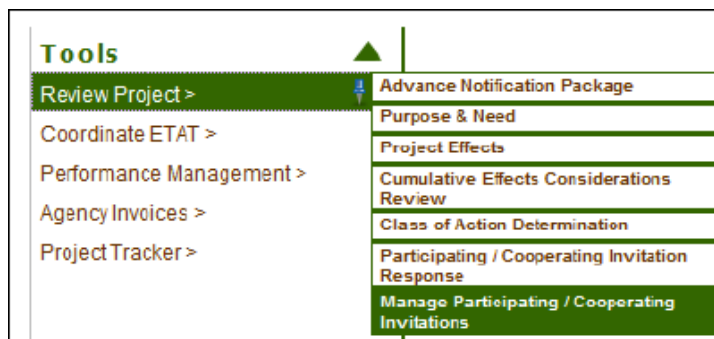 Tools
Review Project >
Coordinate ETAT >
Performance Management >
Agency Invoices >
Project Tracker >
Advance Notification Package
Purpose & Need
Project Effects
Cumulative Effects Considerations
Review
Class of Action Determination
Participating / Cooperating Invitation
Response
Manage Participating / Cooperating
Invitations